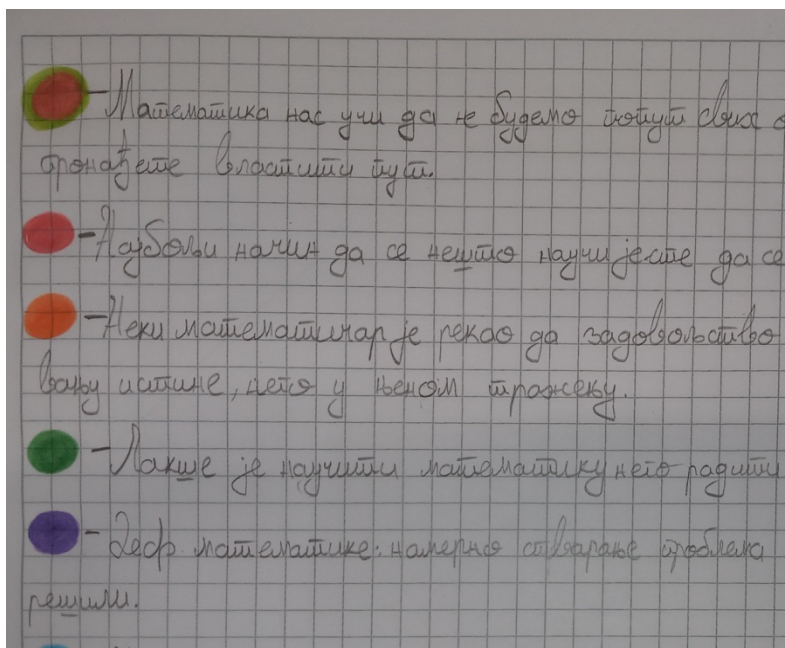 -Математика нас учи да не будемо попут свих
пронађете властити пут.
-Најбољи начин да се нешто научи јесте да се
-Неки математичар је рекао да задовољство
вању истине, него у њеном тражењу.
-Лакше је научити математику него радити
-Деф. математике: намерно стварање проблема
решили.